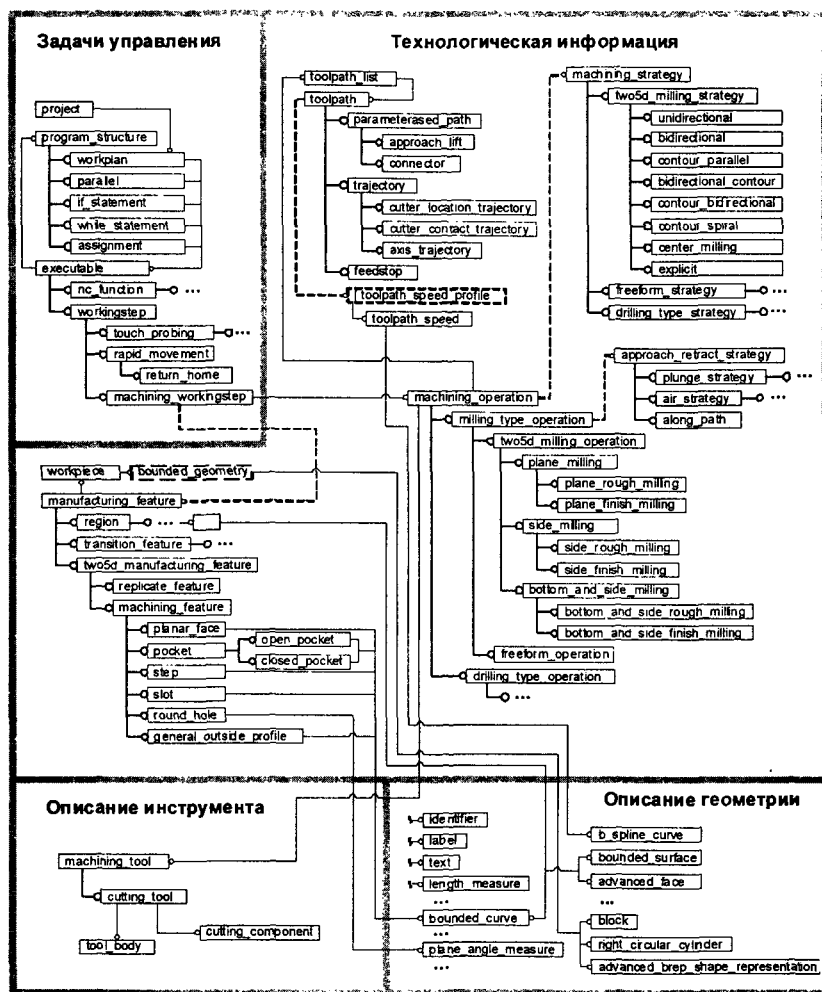 Задачи управления
project
program_structure
workplan
parallel
if_statement
while_statement
assignment
executable
nc_function
...
workingstep
touch_probing
...
rapid_movement
return_home
machining_workingstep
Технологическая информация
toolpath_list
toolpath
parameterased_path
approach_lift
connector
trajectory
cutter_location_trajectory
cutter_contact_trajectory
axis_trajectory
feedstop
toolpath_speed_profile
toolpath_speed
machining_strategy
two5d_milling_strategy
unidirectional
bidirectional
contour_parallel
bidirectional_contour
contour_bidirectional
contour_spiral
center_milling
explicit
freeform_strategy
...
drilling_type_strategy
...
approach_retract_strategy
plunge_strategy
...
air_strategy
...
along_path
machining_operation
milling_type_operation
two5d_milling_operation
plane_milling
plane_rough_milling
plane_finish_milling
side_milling
side_rough_milling
side_finish_milling
bottom_and_side_milling
bottom_and_side_rough_milling
bottom_and_side_finish_milling
freeform_operation
drilling_type_operation
...
workpiece
bounded_geometry
manufacturing_feature
region
...
transition_feature
...
two5d_manufacturing_feature
replicate_feature
machining_feature
planar_face
pocket
open_pocket
closed_pocket
step
slot
round_hole
general_outside_profile
Описание инструмента
machining_tool
cutting_tool
cutting_component
tool_body
Описание геометрии
identifier
label
text
length_measure
...
bounded_curve
...
plane_angle_measure
...
b_spline_curve
bounded_surface
advanced_face
...
block
right_circular_cylinder
advanced_brep_shape_representation